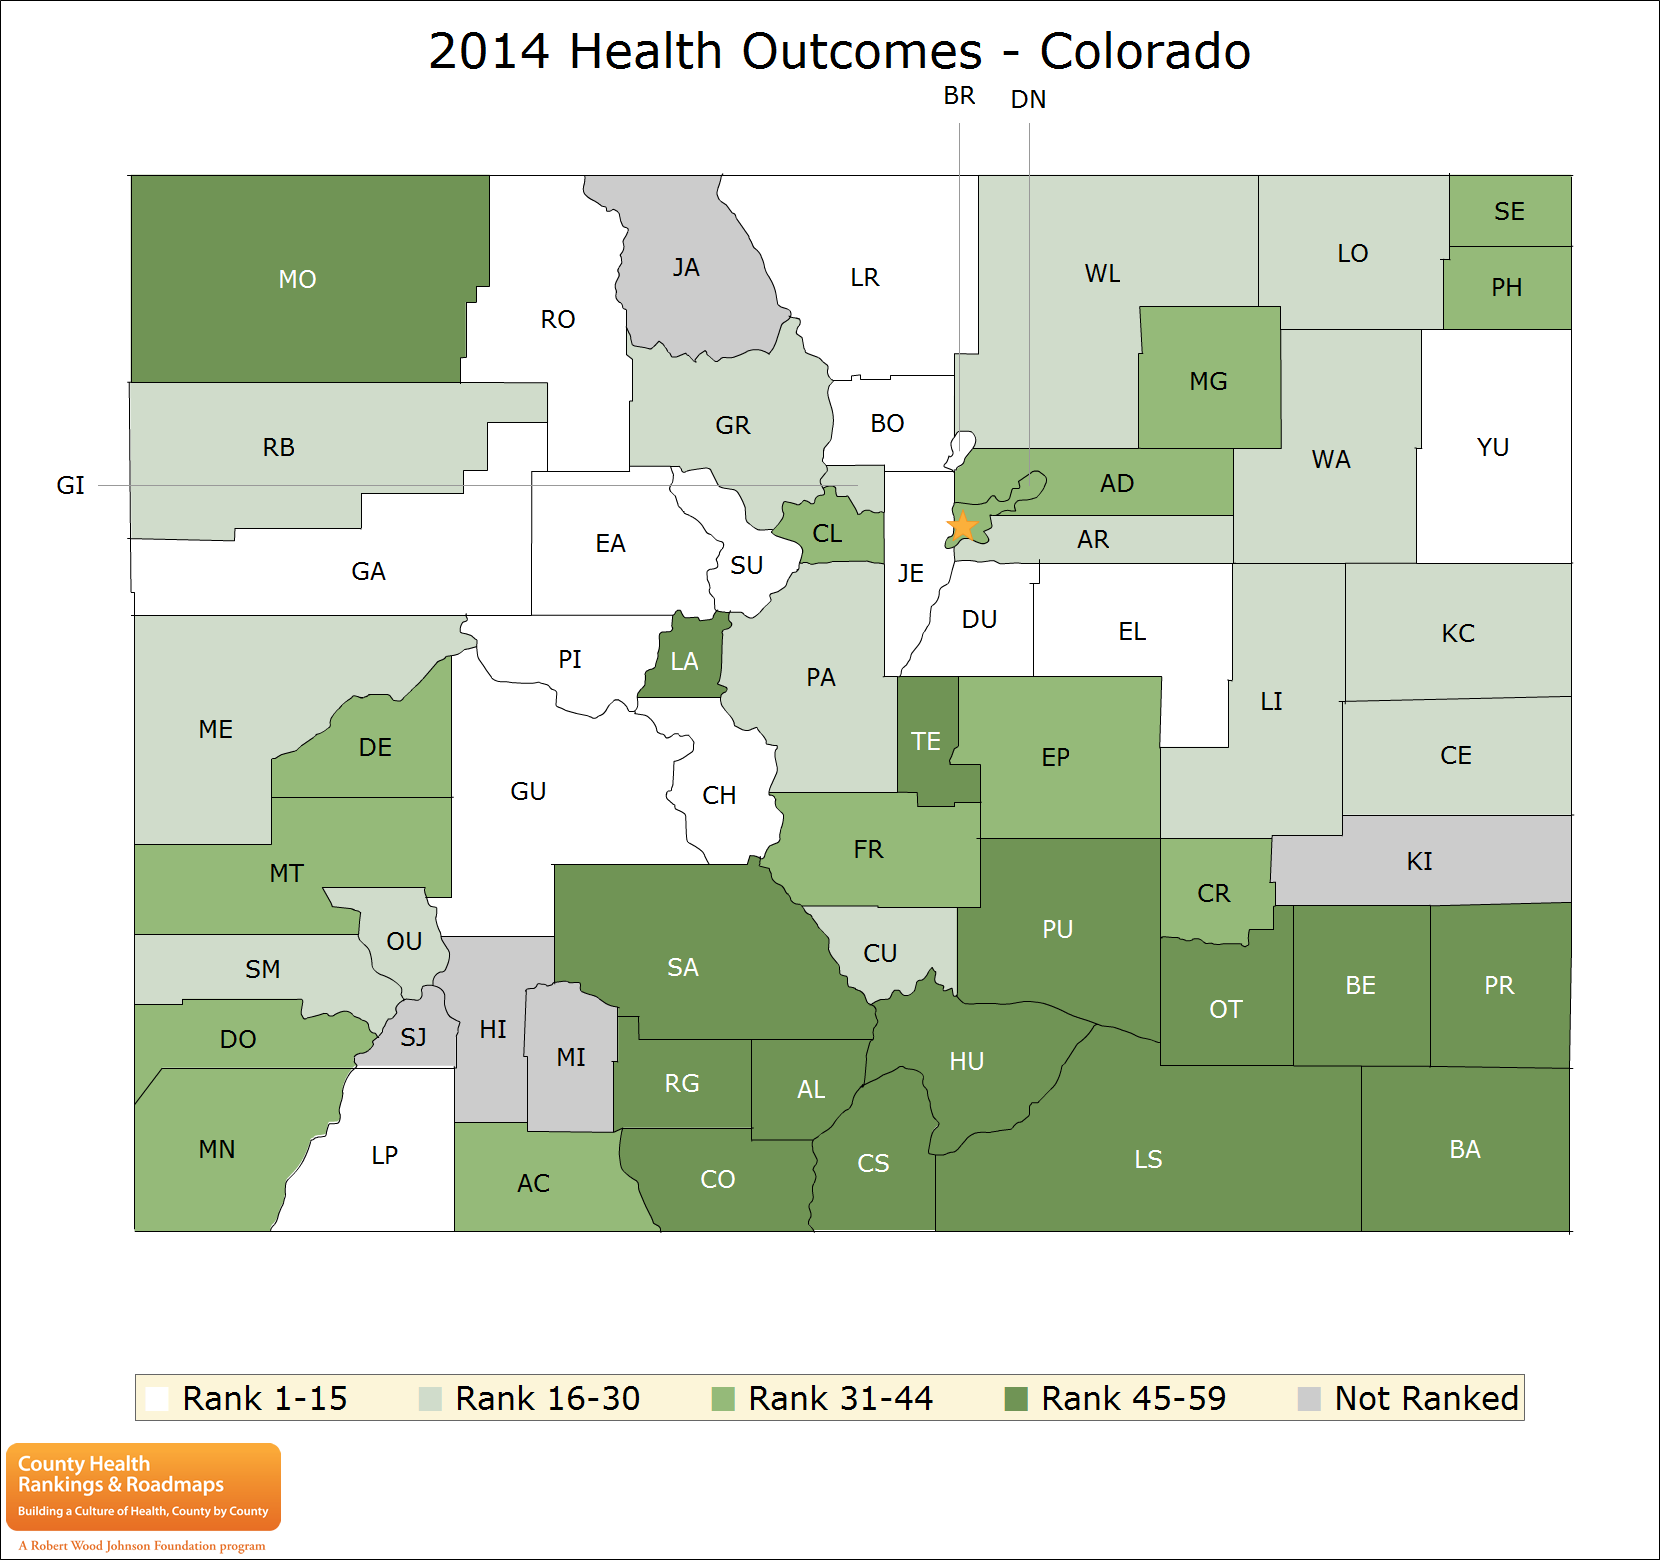 2014 Health Outcomes - Colorado
BR
DN
SE
LO
JA
WL
LR
MO
PH
RO
MG
BO
GR
RB
YU
WA
GI
AD
CL
AR
EA
SU
GA
JE
DU
EL
KC
PI
LA
PA
LI
ME
TE
DE
CE
EP
GU
CH
FR
KI
MT
CR
PU
OU
CU
SA
SM
BE
PR
OT
HI
SJ
DO
MI
HU
RG
AL
MN
LP
BA
LS
CS
CO
AC
Rank 1-15
Rank 16-30
Rank 31-44
Rank 45-59
Not Ranked
County Health
Rankings & Roadmaps
Building a Culture of Health, County by County
A Robert Wood Johnson Foundation program